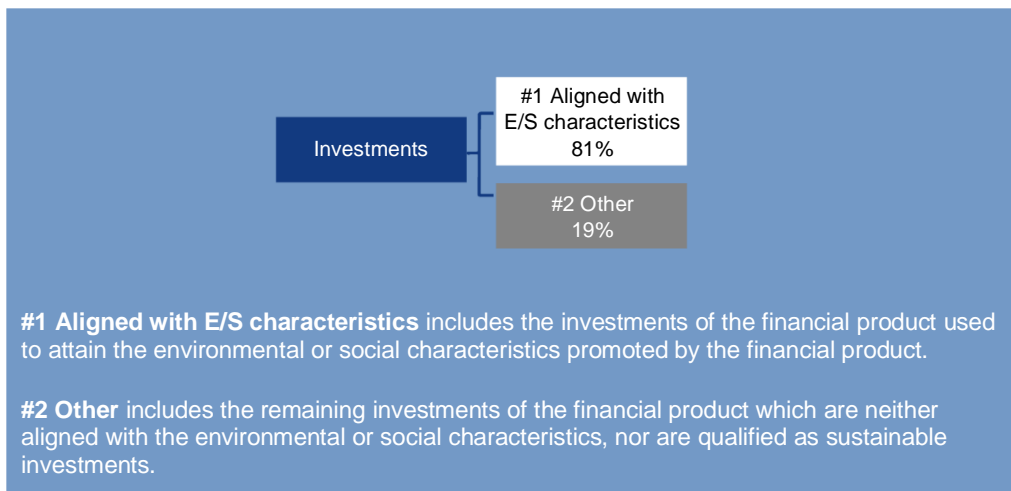 #1 Aligned with
E/S characteristics
81%
Investments
#2 Other
19%
#1 Aligned with E/S characteristics includes the investments of the financial product used
to attain the environmental or social characteristics promoted by the financial product.
#2 Other includes the remaining investments of the financial product which are neither
aligned with the environmental or social characteristics, nor are qualified as sustainable
investments.